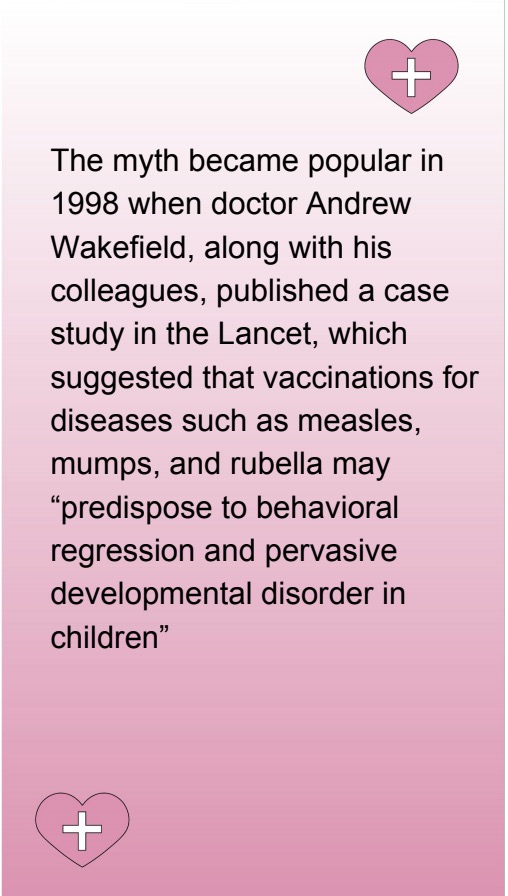 The myth became popular in
1998 when doctor Andrew
Wakefield, along with his
colleagues, published a case
study in the Lancet, which
suggested that vaccinations for
diseases such as measles,
mumps, and rubella may
“predispose to behavioral
regression and pervasive
developmental disorder in
children”